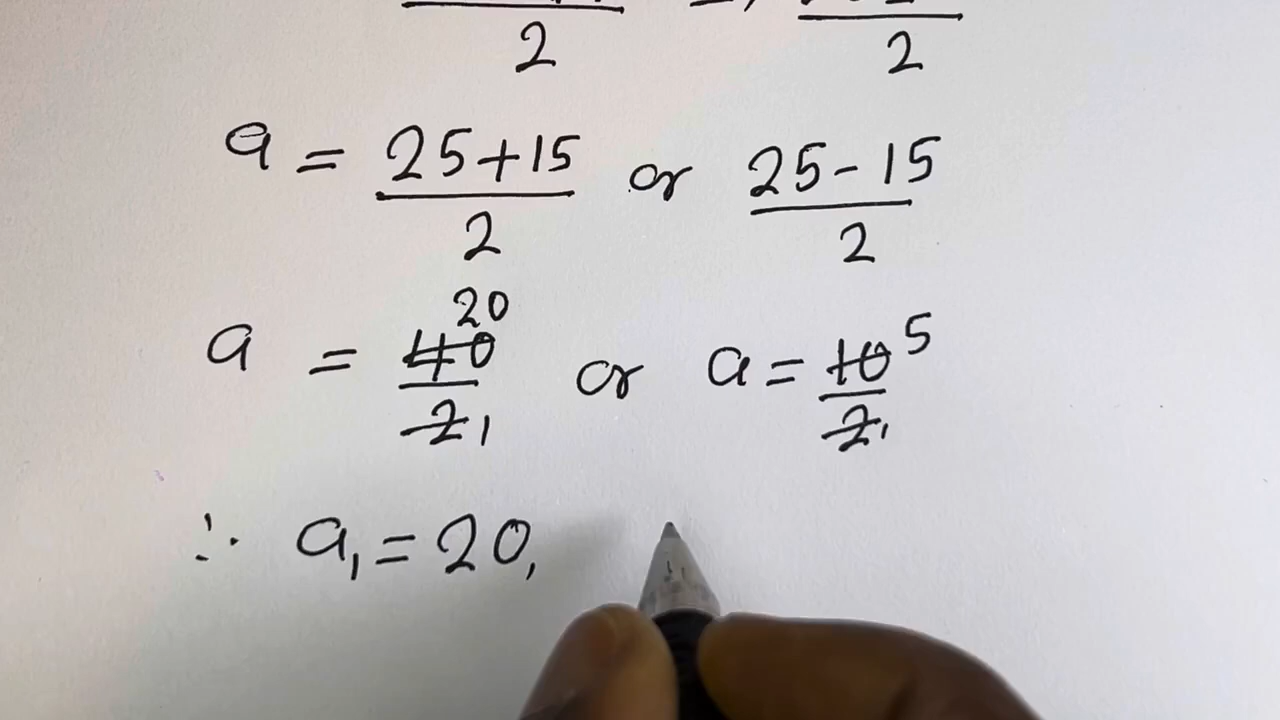 2 2
a = 25+15/2 or 25-15/2
20 5
a = 40/2 1 or a = 10/2 1
∴ a₁ = 20,